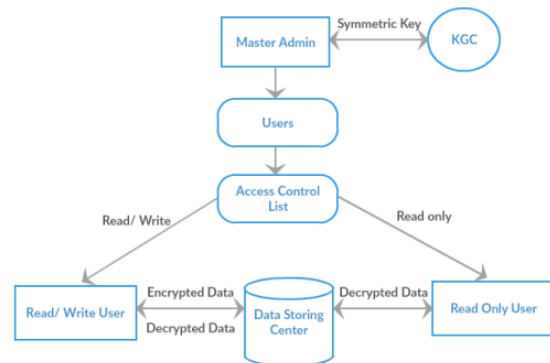 Symmetric Key
Master Admin
KGC
Users
Access Control
List
Read/ Write
Read only
Encrypted Data
Decrypted Data
Read/ Write User
Data Storing
Center
Decrypted Data
Read Only User